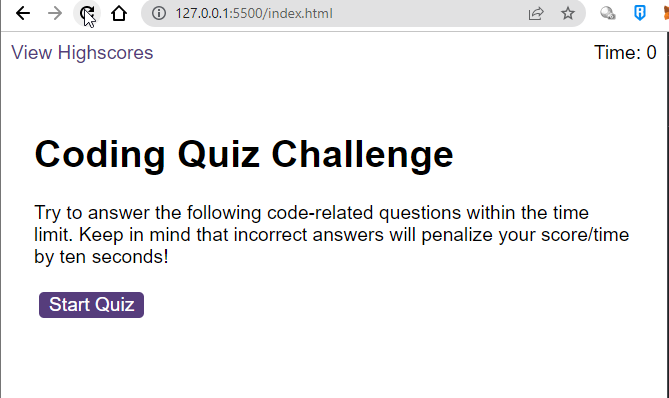 127.0.0.1:5500/index.html
View Highscores
Time: 0
Coding Quiz Challenge
Try to answer the following code-related questions within the time
limit. Keep in mind that incorrect answers will penalize your score/time
by ten seconds!
Start Quiz